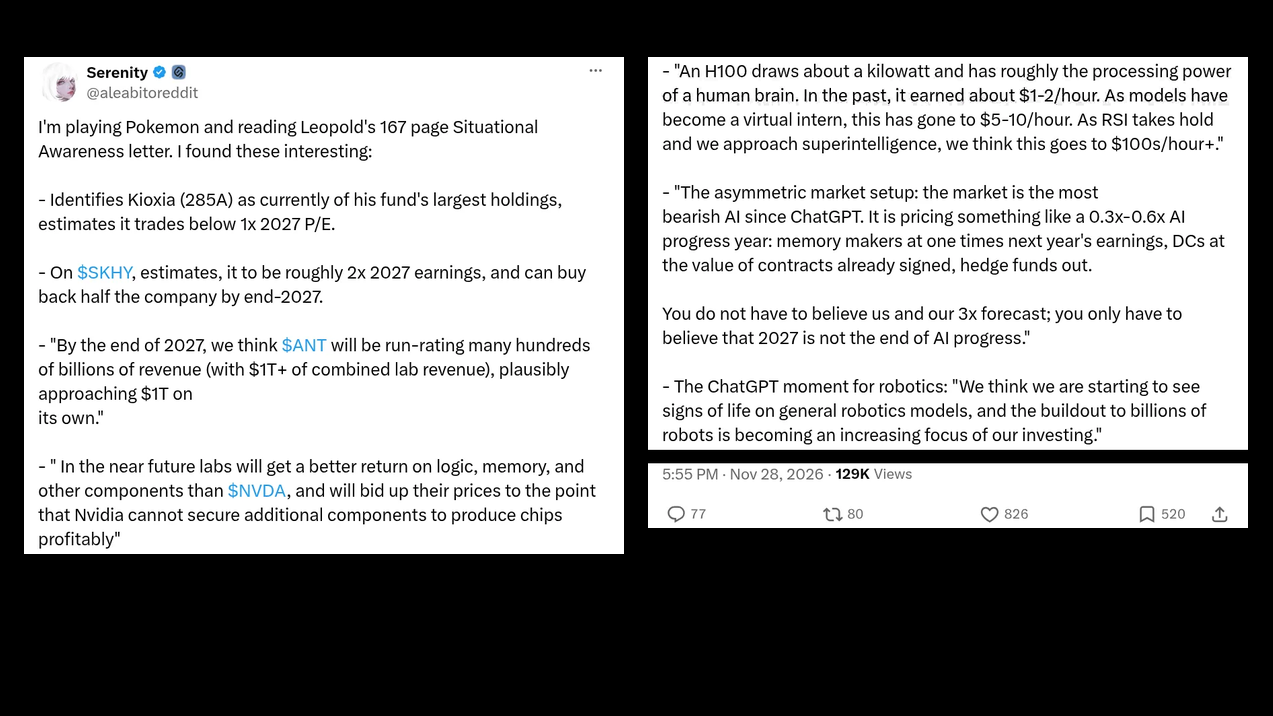 Serenity
@aleabitoreddit
I'm playing Pokemon and reading Leopold's 167 page Situational
Awareness letter. I found these interesting:
- Identifies Kioxia (285A) as currently of his fund's largest holdings,
estimates it trades below 1x 2027 P/E.
- On $SKHY, estimates, it to be roughly 2x 2027 earnings, and can buy
back half the company by end-2027.
- "By the end of 2027, we think $ANT will be run-rating many hundreds
of billions of revenue (with $1T+ of combined lab revenue), plausibly
approaching $1T on
its own."
- " In the near future labs will get a better return on logic, memory, and
other components than $NVDA, and will bid up their prices to the point
that Nvidia cannot secure additional components to produce chips
profitably"
- "An H100 draws about a kilowatt and has roughly the processing power
of a human brain. In the past, it earned about $1-2/hour. As models have
become a virtual intern, this has gone to $5-10/hour. As RSI takes hold
and we approach superintelligence, we think this goes to $100s/hour+."
- "The asymmetric market setup: the market is the most
bearish AI since ChatGPT. It is pricing something like a 0.3x-0.6x AI
progress year: memory makers at one times next year's earnings, DCs at
the value of contracts already signed, hedge funds out.
You do not have to believe us and our 3x forecast; you only have to
believe that 2027 is not the end of AI progress."
- The ChatGPT moment for robotics: "We think we are starting to see
signs of life on general robotics models, and the buildout to billions of
robots is becoming an increasing focus of our investing."
5:55 PM · Nov 28, 2026 · 129K Views
77 80 826 520